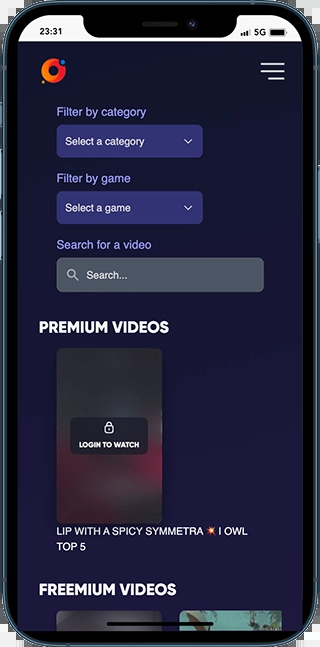 23:31
5G
Filter by category
Select a category
Filter by game
Select a game
Search for a video
Search...
PREMIUM VIDEOS
LOGIN TO WATCH
LIP WITH A SPICY SYMMETRA 💥 I OWL
TOP 5
FREEMIUM VIDEOS